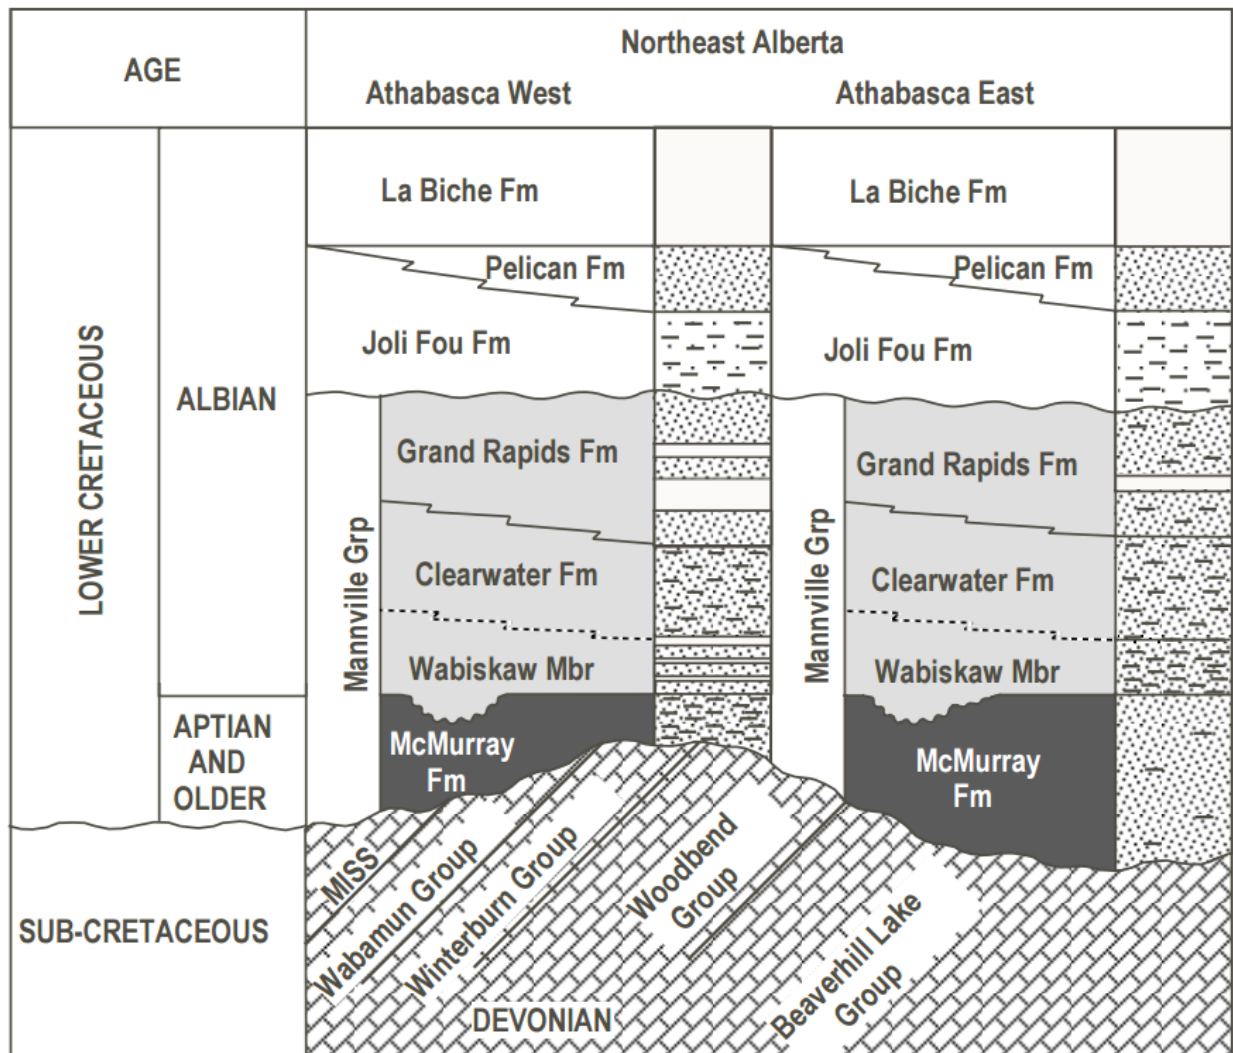 Northeast Alberta
AGE
Athabasca West
Athabasca East
La Biche Fm
La Biche Fm
Pelican Fm
Pelican Fm
Joli Fou Fm
Joli Fou Fm
LOWER CRETACEOUS
ALBIAN
Mannville Grp
Grand Rapids Fm
Mannville Grp
Grand Rapids Fm
Clearwater Fm
Clearwater Fm
Wabiskaw Mbr
Wabiskaw Mbr
APTIAN
AND
OLDER
McMurray
Fm
McMurray
Fm
SUB-CRETACEOUS
MISS
Wabamun Group
Winterburn Group
Woodbend
Group
Beaverhill Lake
Group
DEVONIAN